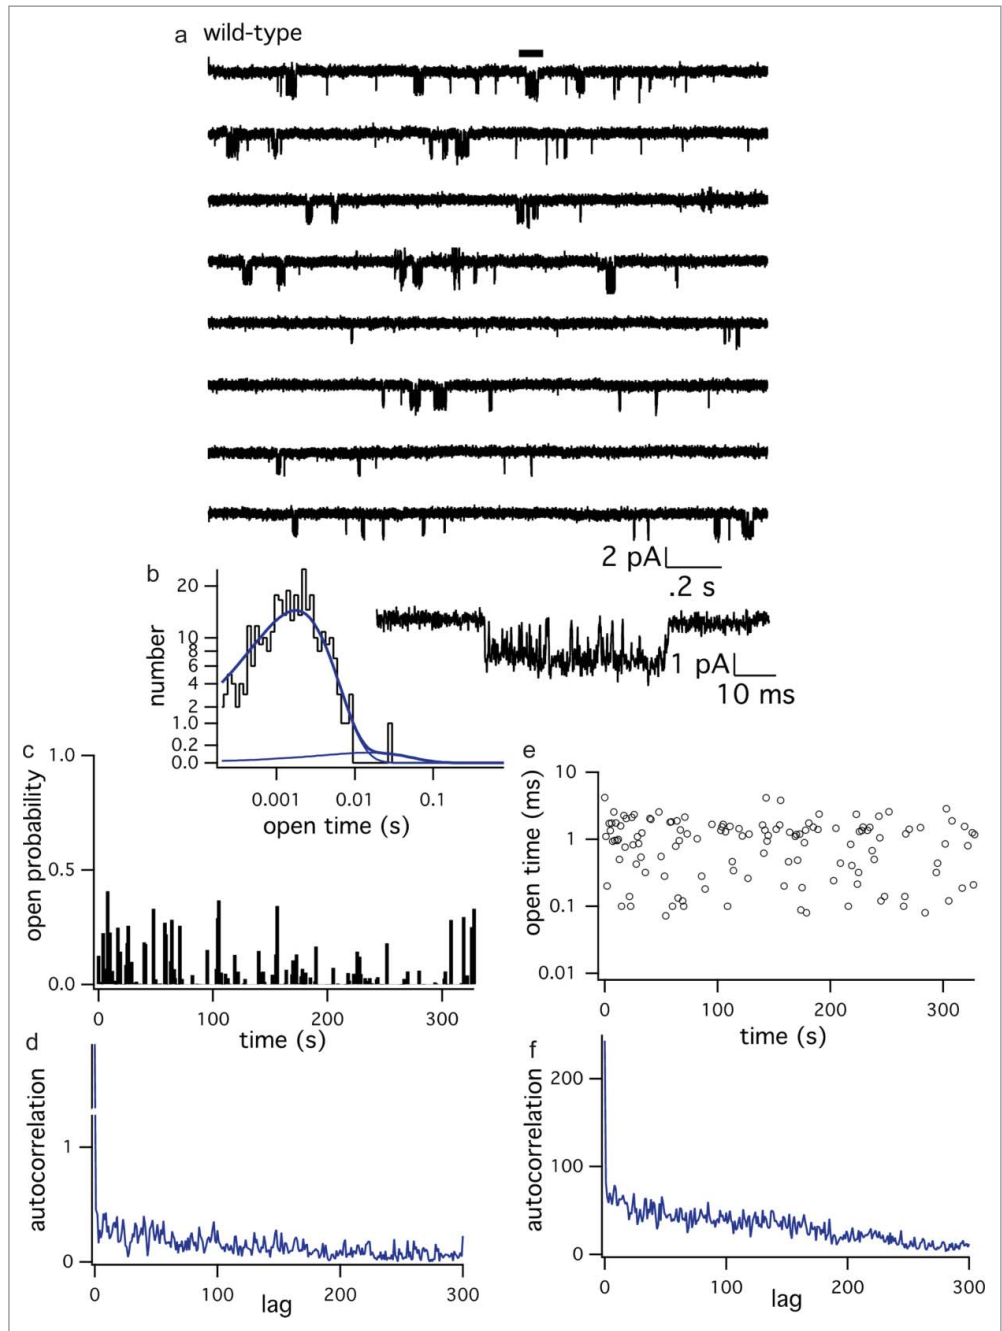 a wild-type
2 pA
.2 s
1 pA
10 ms
b
number
20
10
8
6
4
2
1.0
0.2
0.0
0.001 0.01 0.1
open time (s)
c
open probability
1.0
0.5
0.0
0 100 200 300
time (s)
e
open time (ms)
10
1
0.1
0.01
0 100 200 300
time (s)
d
autocorrelation
1
0
0 100 200 300
lag
f
autocorrelation
200
100
0
0 100 200 300
lag